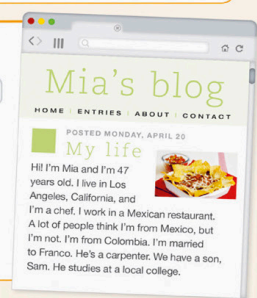 Mia's blog
HOME | ENTRIES | ABOUT | CONTACT
POSTED MONDAY, APRIL 20
My life
Hi! I'm Mia and I'm 47
years old. I live in Los
Angeles, California, and
I'm a chef. I work in a Mexican restaurant.
A lot of people think I'm from Mexico, but
I'm not. I'm from Colombia. I'm married
to Franco. He's a carpenter. We have a son,
Sam. He studies at a local college.